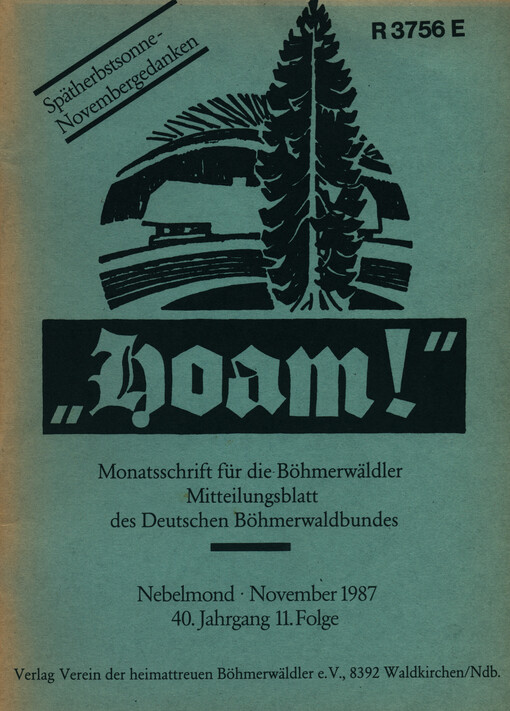 Spätherbstsonne-
Novembergedanken
R 3756 E
„Hoam!“
Monatsschrift für die Böhmerwäldler
Mitteilungsblatt
des Deutschen Böhmerwaldbundes
Nebelmond · November 1987
40. Jahrgang 11. Folge
Verlag Verein der heimattreuen Böhmerwäldler e.V., 8392 Waldkirchen/Ndb.